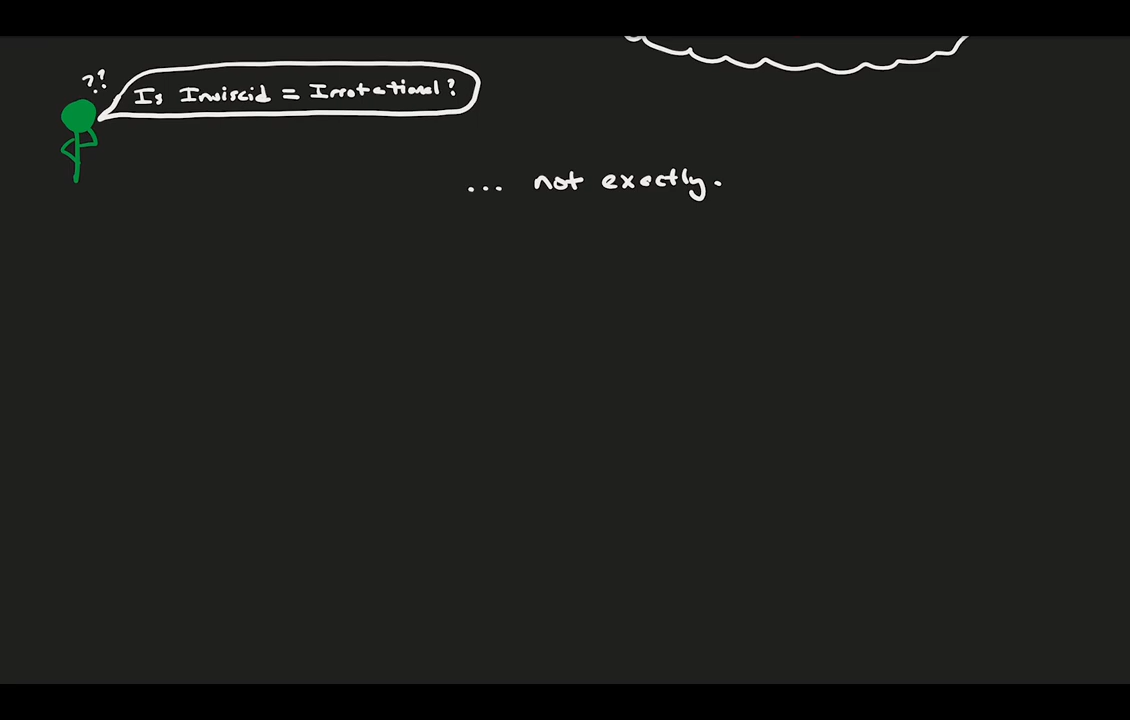 ??
Is Inviscid = Irrotational?
... not exactly.